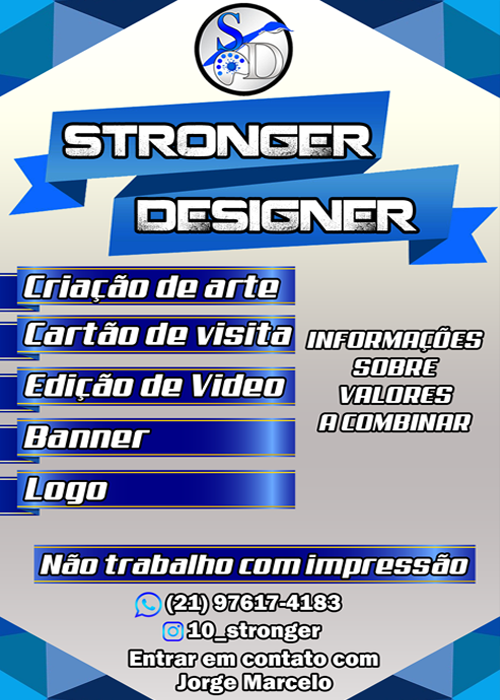 SD
STRONGER
DESIGNER
Criação de arte
Cartão de visita
Edição de Video
Banner
Logo
INFORMAÇÕES
SOBRE
VALORES
A COMBINAR
Não trabalho com impressão
(21) 97617-4183
10_stronger
Entrar em contato com
Jorge Marcelo